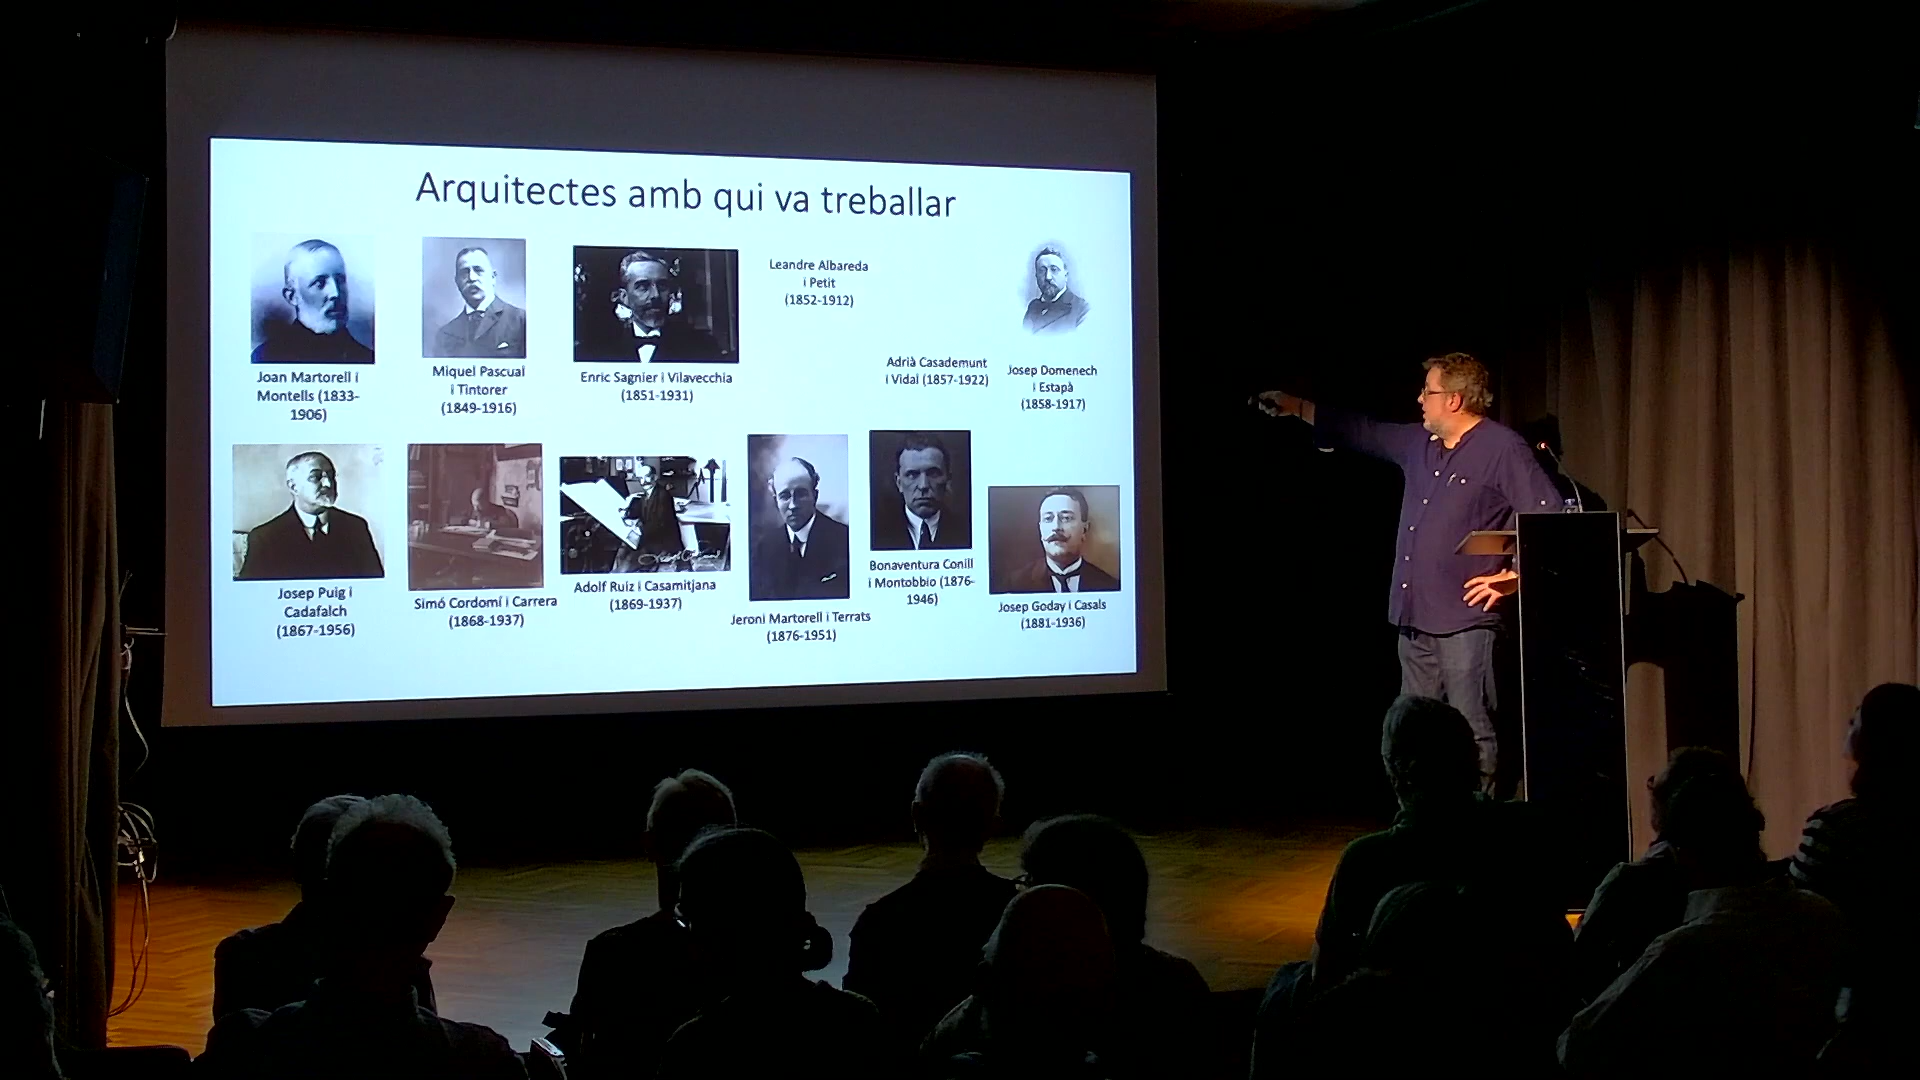 Arquitectes amb qui va treballar
Joan Martorell i
Montells (1833-
1906)
Miquel Pascual
i Tintorer
(1849-1916)
Enric Sagnier i Vilavecchia
(1851-1931)
Leandre Albareda
i Petit
(1852-1912)
Adrià Casademunt
i Vidal (1857-1922)
Josep Domenech
i Estapà
(1858-1917)
Josep Puig i
Cadafalch
(1867-1956)
Simó Cordomí i Carrera
(1868-1937)
Adolf Ruiz i Casamitjana
(1869-1937)
Jeroni Martorell i Terrats
(1876-1951)
Bonaventura Conill
i Montobbio (1876-
1946)
Josep Goday i Casals
(1881-1936)